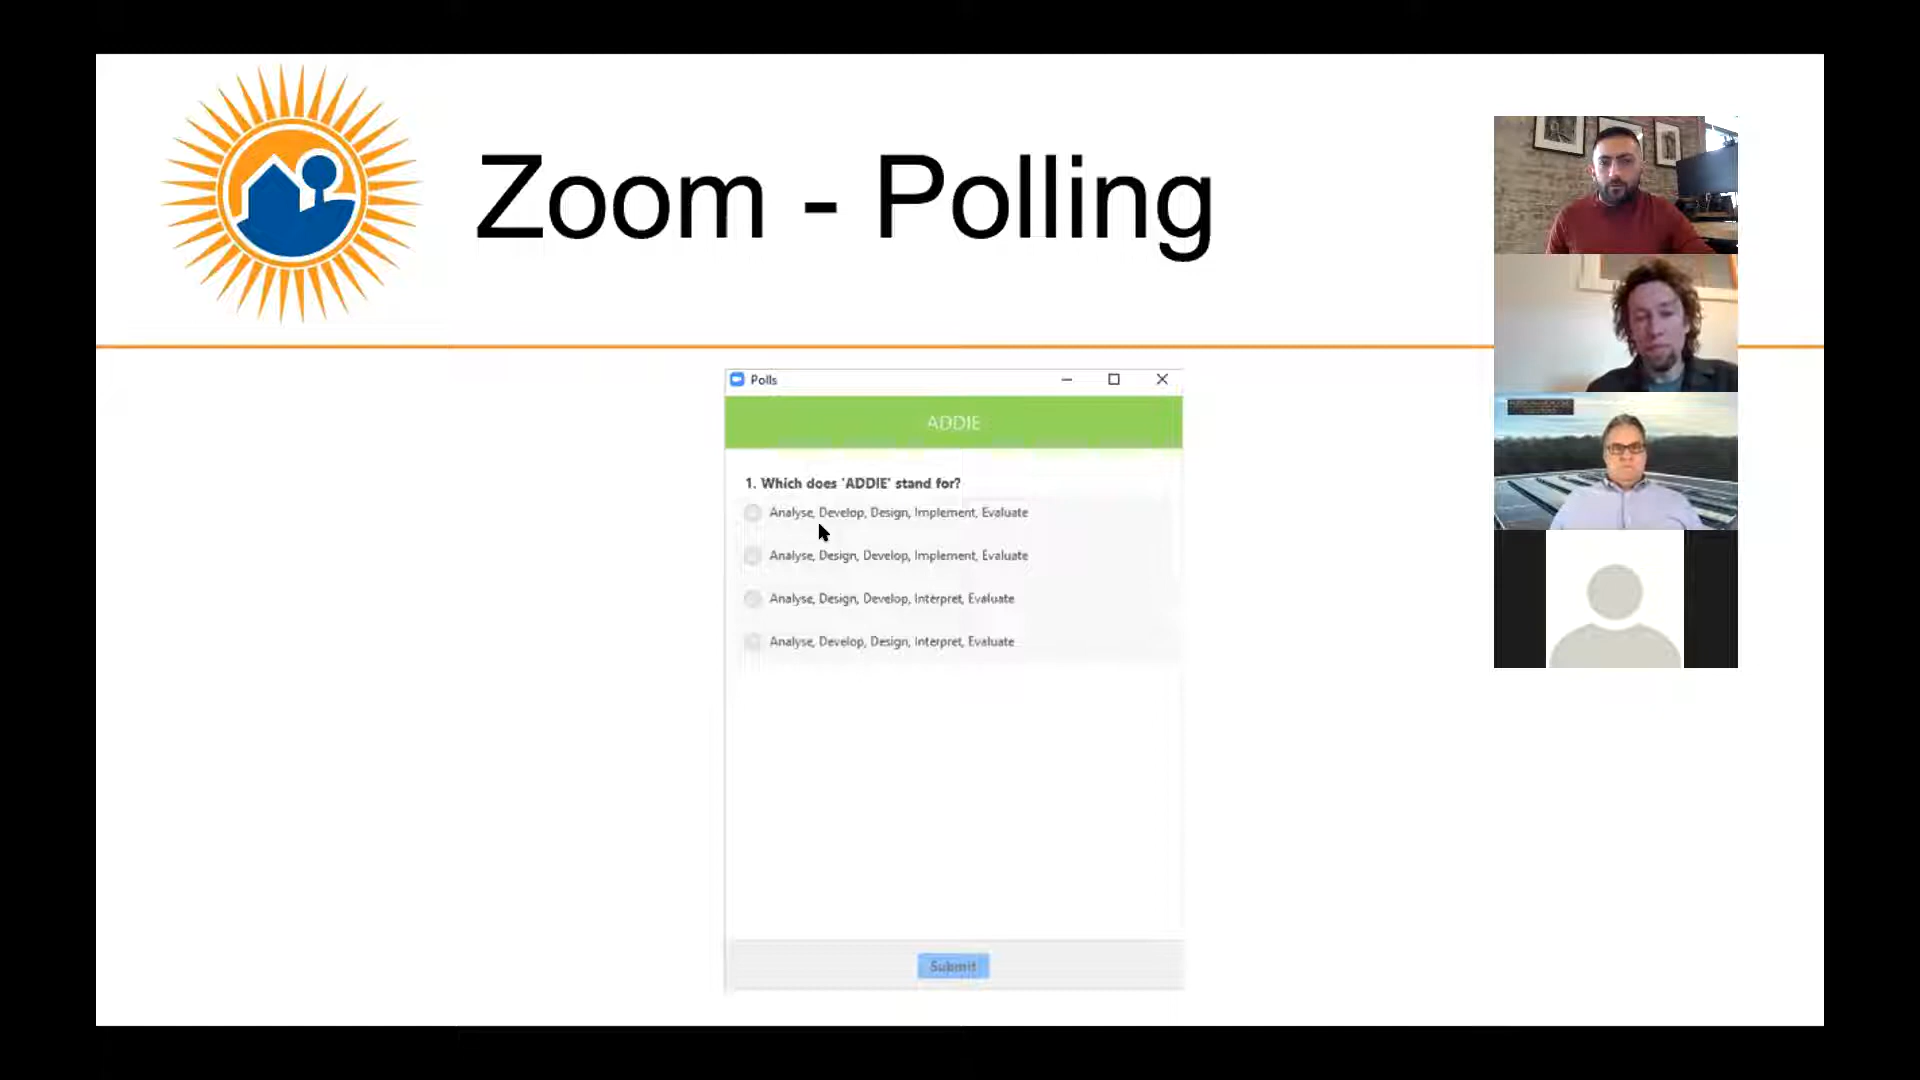 Zoom - Polling
Polls
ADDIE
1. Which does 'ADDIE' stand for?
Analyse, Develop, Design, Implement, Evaluate
Analyse, Design, Develop, Implement, Evaluate
Analyse, Design, Develop, Interpret, Evaluate
Analyse, Develop, Design, Interpret, Evaluate
Submit